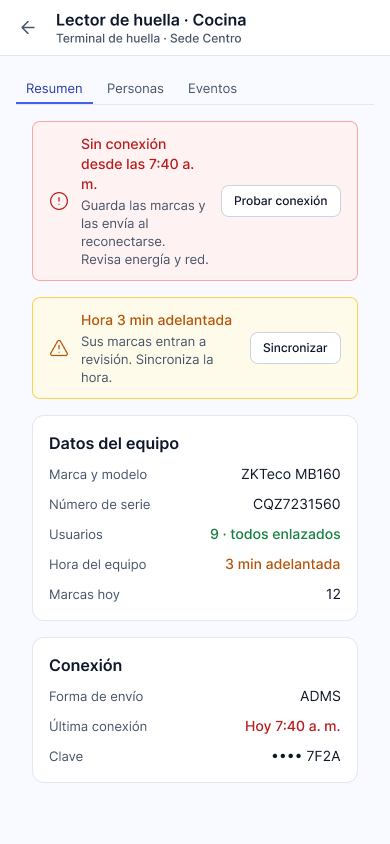 Lector de huella · Cocina
Terminal de huella · Sede Centro
Resumen
Personas
Eventos
Sin conexión
desde las 7:40 a.
m.
Guarda las marcas y
las envía al
reconectarse.
Revisa energía y red.
Probar conexión
Hora 3 min adelantada
Sus marcas entran a
revisión. Sincroniza la
hora.
Sincronizar
Datos del equipo
Marca y modelo ZKTeco MB160
Número de serie CQZ7231560
Usuarios 9 · todos enlazados
Hora del equipo 3 min adelantada
Marcas hoy 12
Conexión
Forma de envío ADMS
Última conexión Hoy 7:40 a. m.
Clave •••• 7F2A